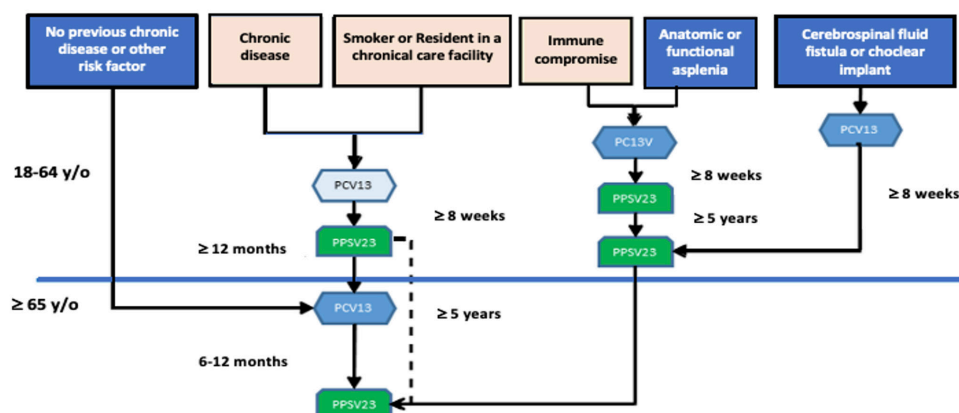 No previous chronic
disease or other
risk factor
Chronic
disease
Smoker or Resident in a
chronical care facility
Immune
compromise
Anatomic or
functional
asplenia
Cerebrospinal fluid
fistula or choclear
implant
18-64 y/o
PCV13
≥ 8 weeks
≥ 12 months
PPSV23
PC13V
≥ 8 weeks
PPSV23
≥ 5 years
PPSV23
PCV13
≥ 8 weeks
≥ 65 y/o
PCV13
≥ 5 years
6-12 months
PPSV23